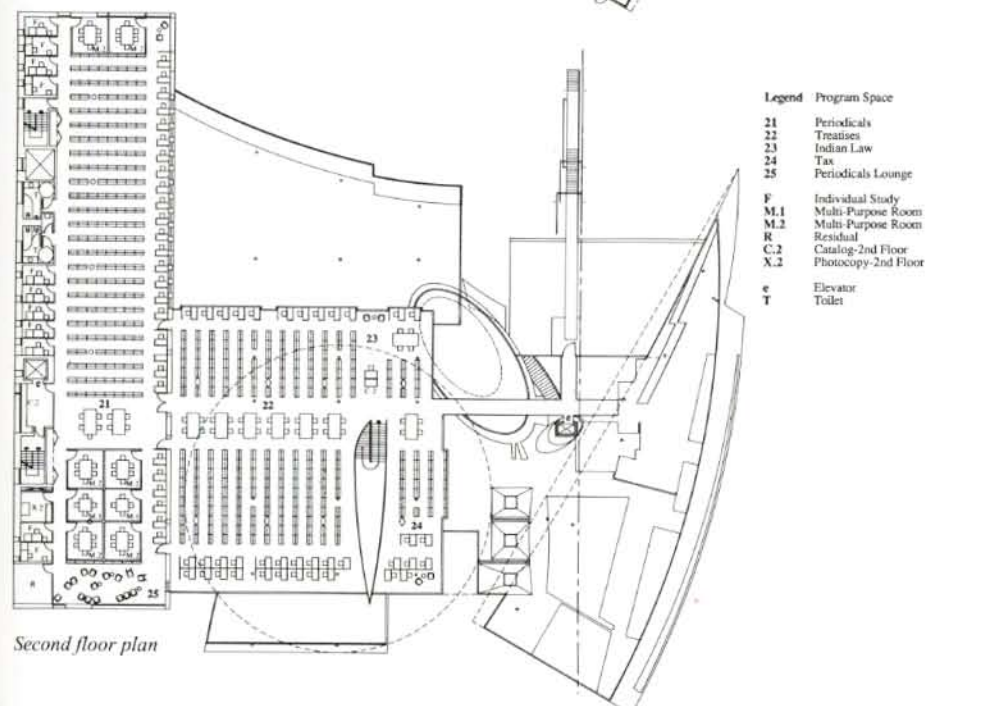 Legend Program Space
21 Periodicals
22 Treatises
23 Indian Law
24 Tax
25 Periodicals Lounge
F Individual Study
M.1 Multi-Purpose Room
M.2 Multi-Purpose Room
R Residual
C.2 Catalog-2nd Floor
X.2 Photocopy-2nd Floor
e Elevator
T Toilet
23
21
22
24
25
R
Second floor plan